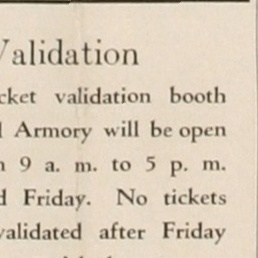 Validation
cket validation booth
l Armory will be open
n 9 a. m. to 5 p. m.
d Friday. No tickets
validated after Friday